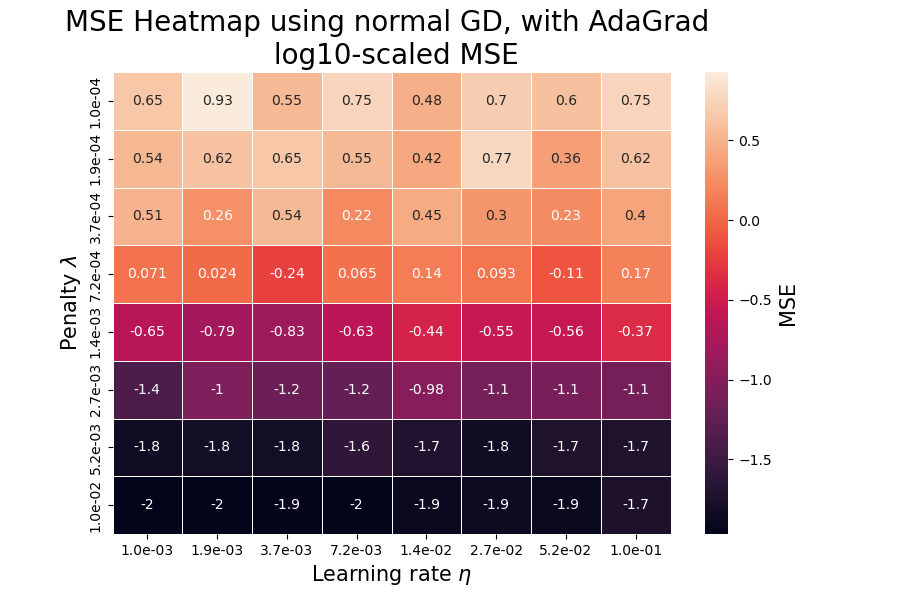 MSE Heatmap using normal GD, with AdaGrad
log10-scaled MSE
Penalty λ
1.0e-04 0.65 0.93 0.55 0.75 0.48 0.7 0.6 0.75
1.9e-04 0.54 0.62 0.65 0.55 0.42 0.77 0.36 0.62
3.7e-04 0.51 0.26 0.54 0.22 0.45 0.3 0.23 0.4
7.2e-04 0.071 0.024 -0.24 0.065 0.14 0.093 -0.11 0.17
1.4e-03 -0.65 -0.79 -0.83 -0.63 -0.44 -0.55 -0.56 -0.37
2.7e-03 -1.4 -1 -1.2 -1.2 -0.98 -1.1 -1.1 -1.1
5.2e-03 -1.8 -1.8 -1.8 -1.6 -1.7 -1.8 -1.7 -1.7
1.0e-02 -2 -2 -1.9 -2 -1.9 -1.9 -1.9 -1.7
1.0e-03 1.9e-03 3.7e-03 7.2e-03 1.4e-02 2.7e-02 5.2e-02 1.0e-01
Learning rate η
0.5
0.0
−0.5
−1.0
−1.5
MSE